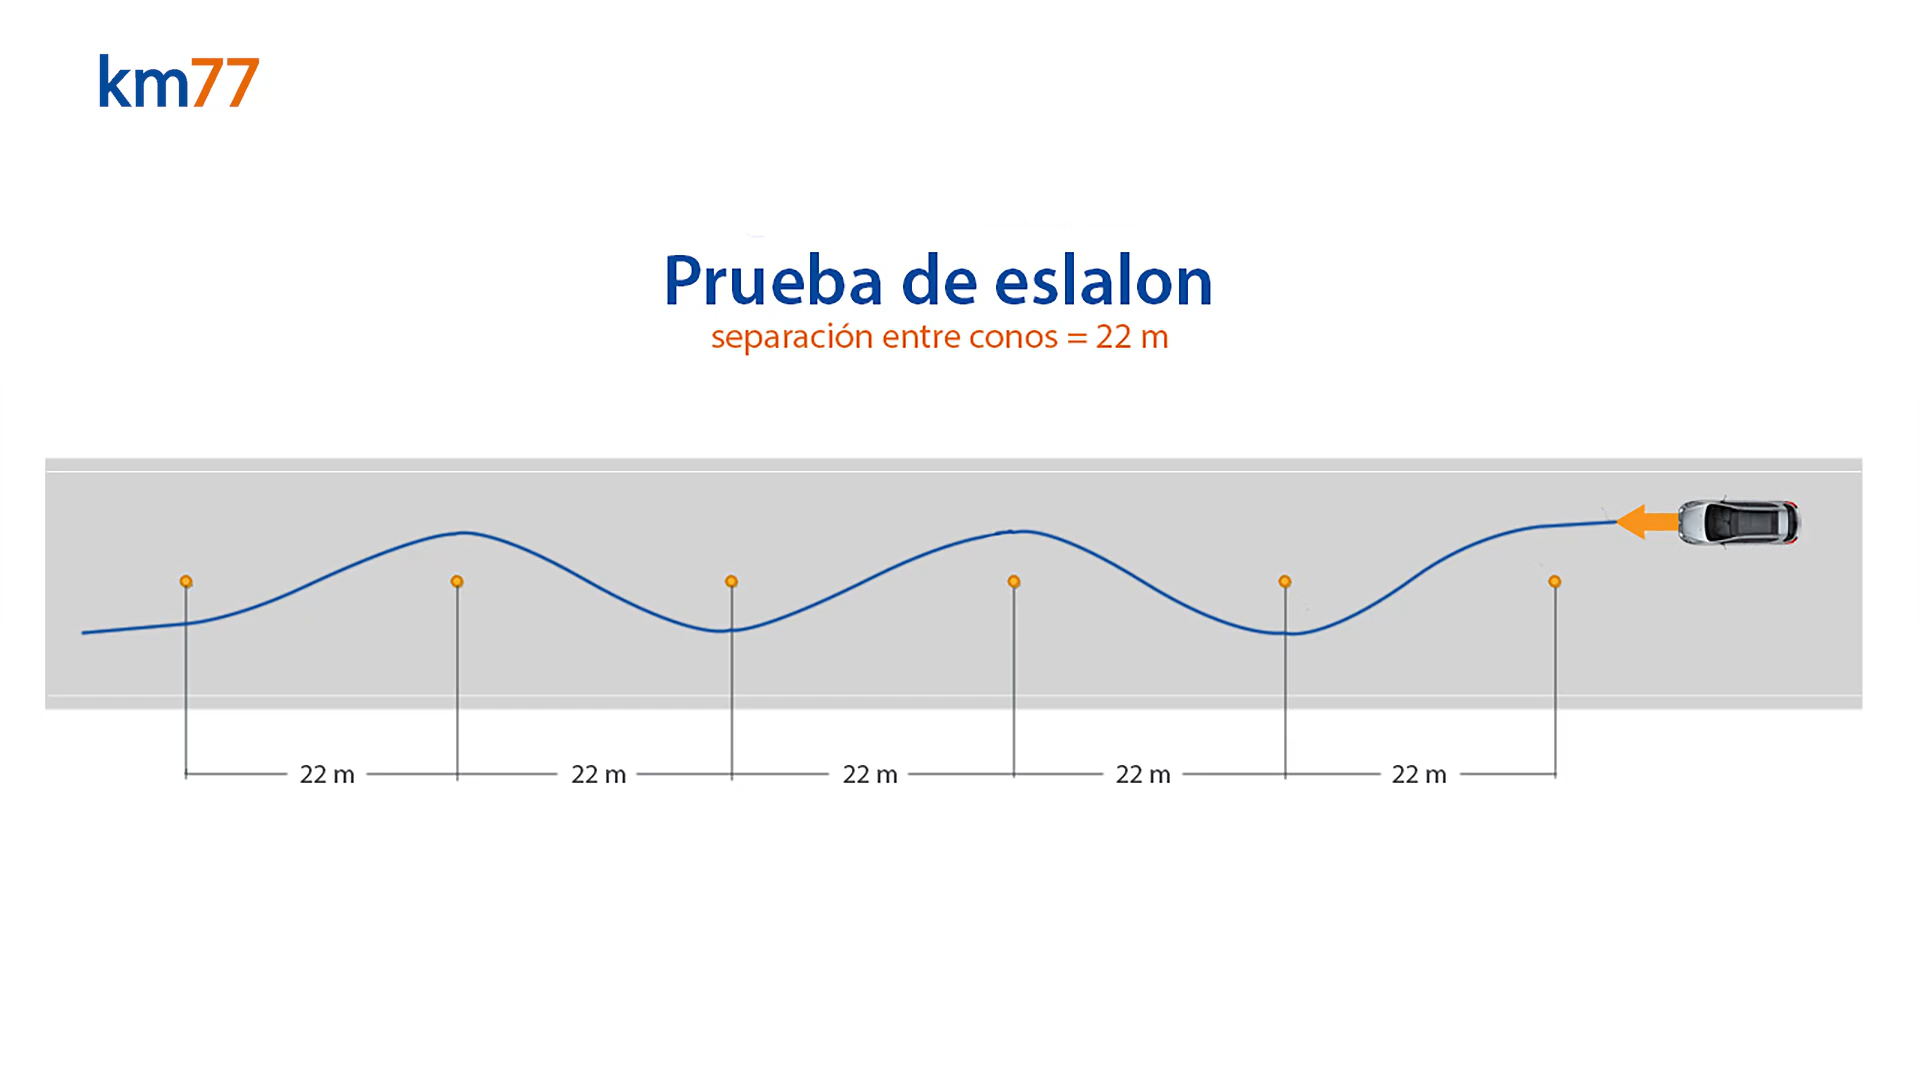 km77
Prueba de eslalon
separación entre conos = 22 m
22 m 22 m 22 m 22 m 22 m